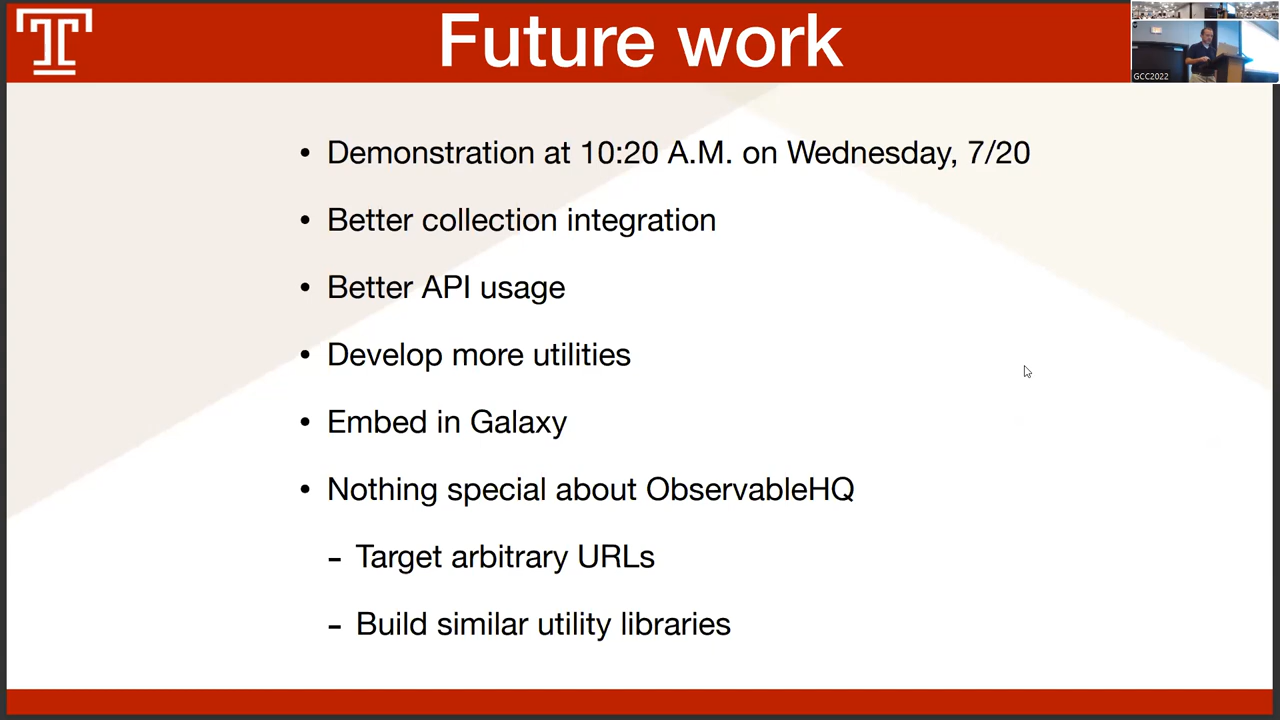 Future work
GCC2022
• Demonstration at 10:20 A.M. on Wednesday, 7/20
• Better collection integration
• Better API usage
• Develop more utilities
• Embed in Galaxy
• Nothing special about ObservableHQ
- Target arbitrary URLs
- Build similar utility libraries